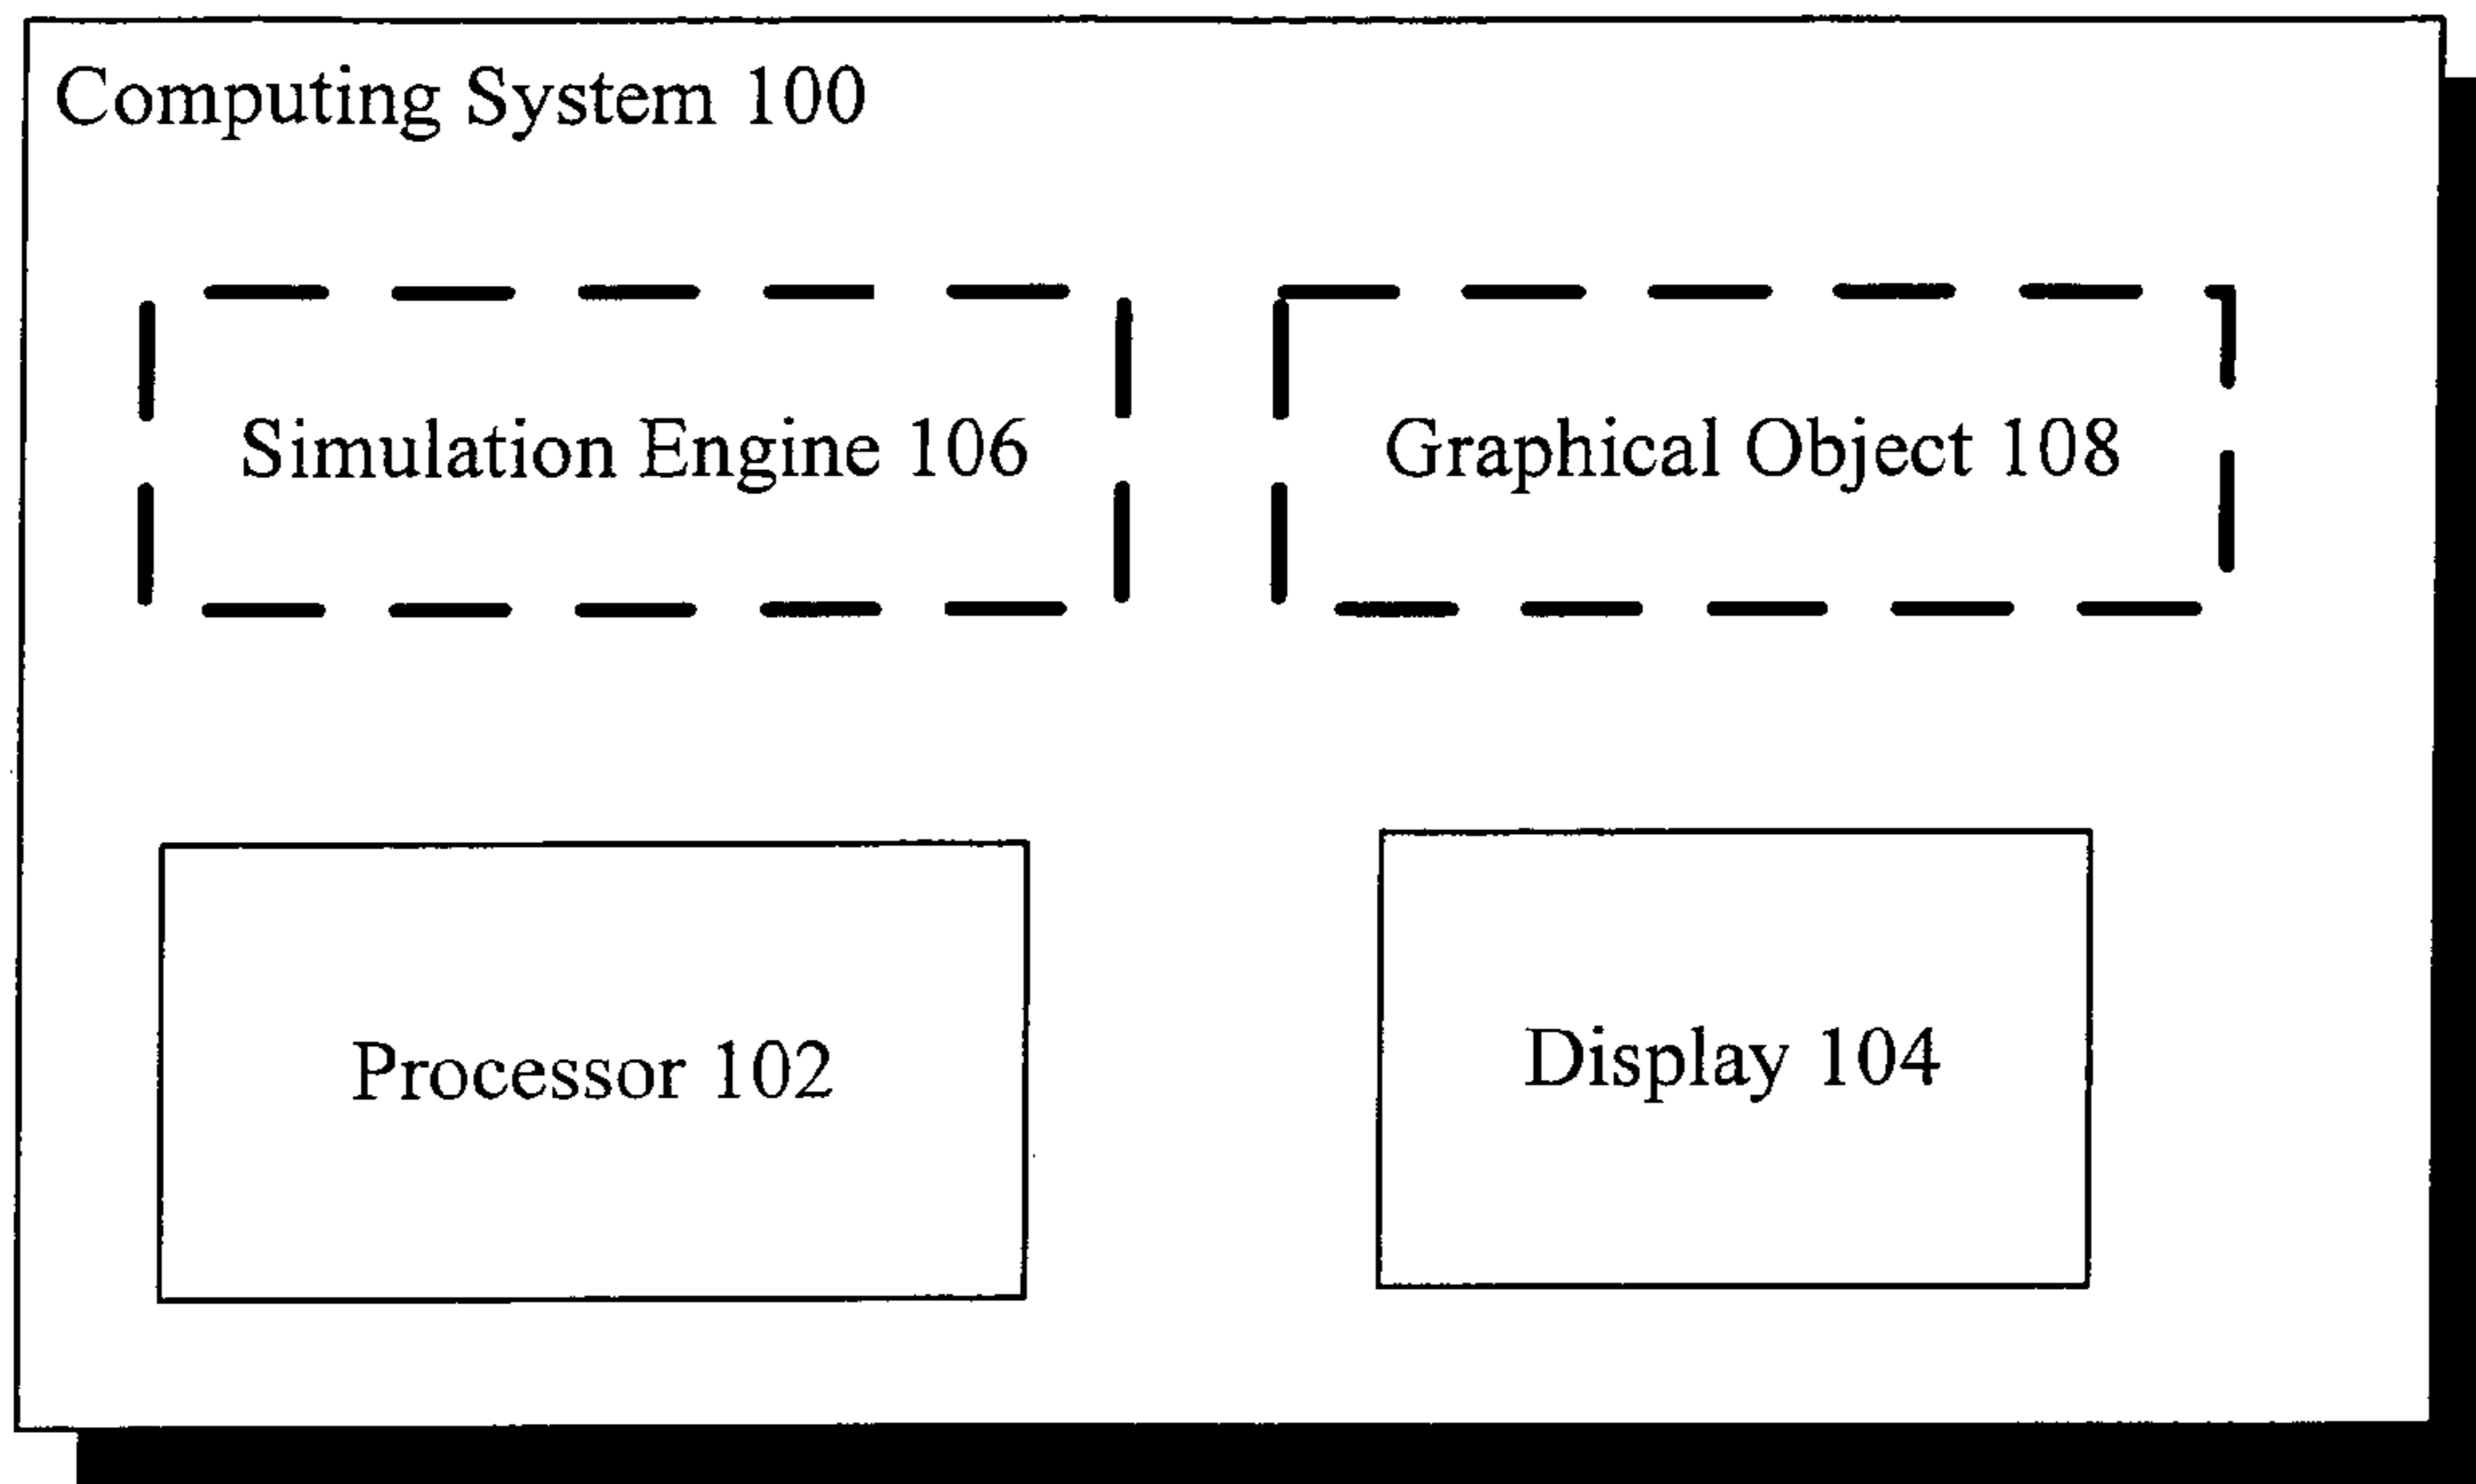 Computing System 100
Simulation Engine 106
Graphical Object 108
Processor 102
Display 104